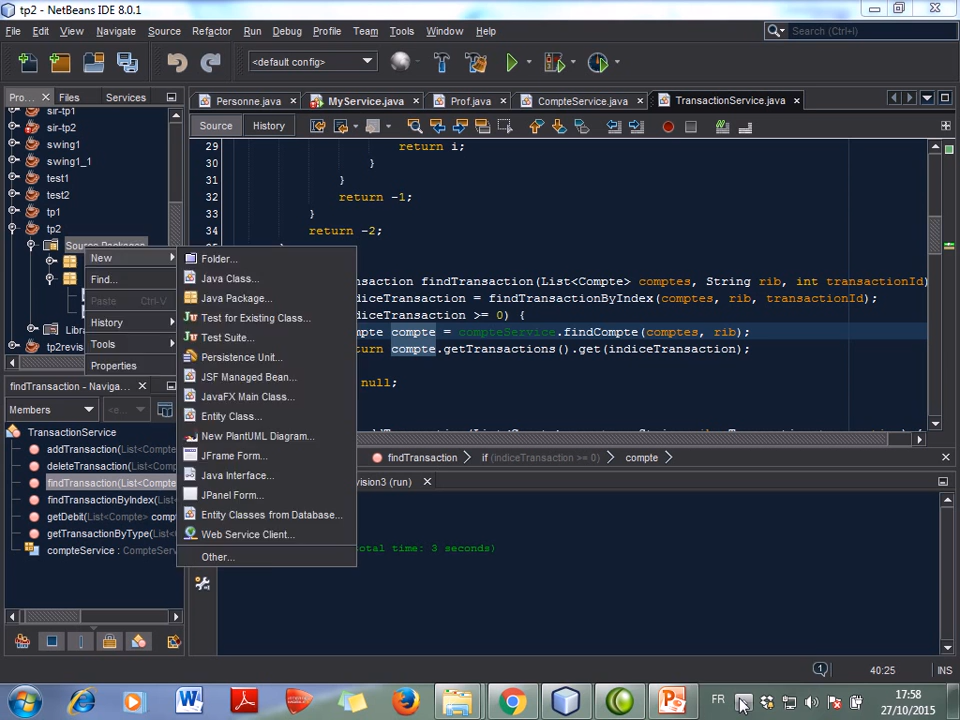 tp2 - NetBeans IDE 8.0.1
File Edit View Navigate Source Refactor Run Debug Profile Team Tools Window Help
Search (Ctrl+I)
<default config>
Pro... Files Services
Personne.java MyService.java Prof.java CompteService.java TransactionService.java
Source History
sir-tp1
sir-tp2
swing1
swing1_1
test1
test2
tp1
tp2
Source Packages
Libra
tp2revis
New
Find...
Paste Ctrl-V
History
Tools
Properties
Folder...
Java Class...
Java Package...
Test for Existing Class...
Test Suite...
Persistence Unit...
JSF Managed Bean...
JavaFX Main Class...
Entity Class...
New PlantUML Diagram...
JFrame Form...
Java Interface...
JPanel Form...
Entity Classes from Database...
Web Service Client...
Other...
29 return i;
30 }
31 }
32 return -1;
33 }
34 return -2;
nsaction findTransaction(List<Compte> comptes, String rib, int transactionId)
diceTransaction = findTransactionByIndex(comptes, rib, transactionId);
diceTransaction >= 0) {
mpte compte = compteService.findCompte(comptes, rib);
turn compte.getTransactions().get(indiceTransaction);
null;
findTransaction if (indiceTransaction >= 0) compte
findTransaction - Naviga...
Members <e...
TransactionService
addTransaction(List<Comp
deleteTransaction(List<Co
findTransaction(List<Compte
findTransactionByIndex(Lis
getDebit(List<Compte> compt
getTransactionByType(List
compteService : CompteServic
vision3 (run)
otal time: 3 seconds)
1 40:25 INS
FR
17:58
27/10/2015